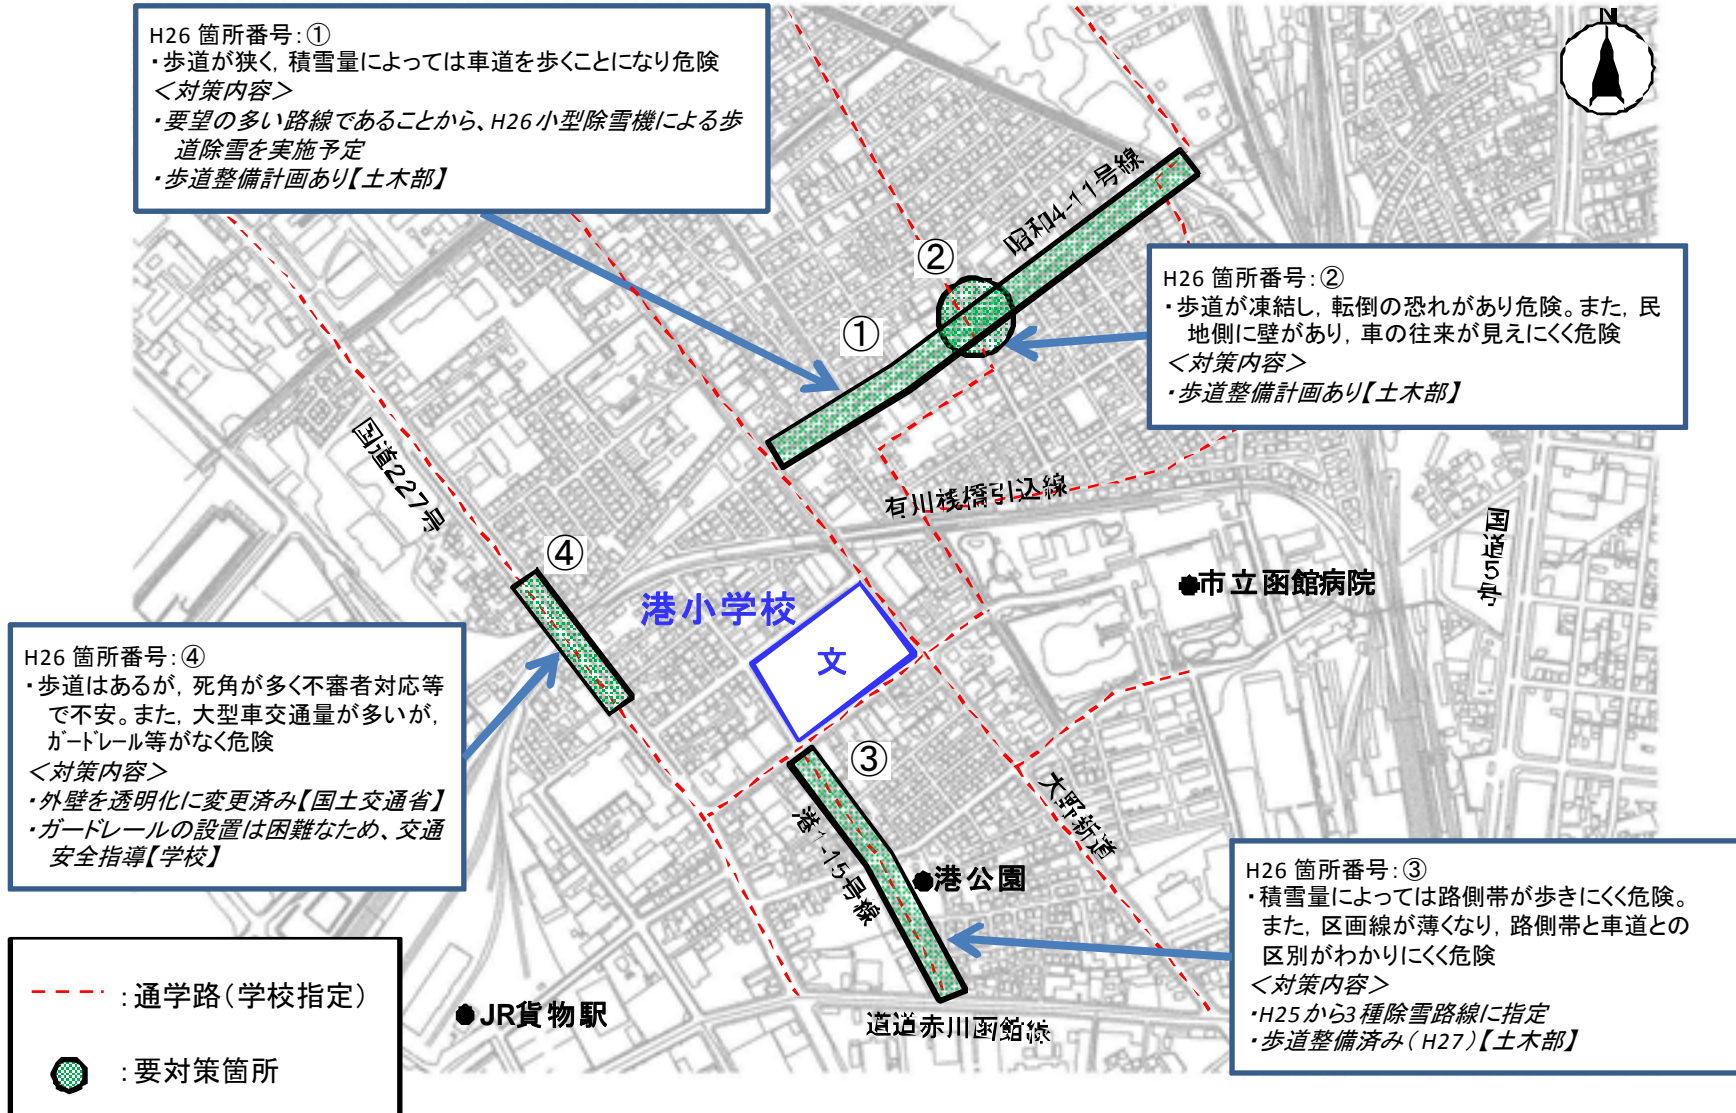 H26 箇所番号：①
・歩道が狭く，積雪量によっては車道を歩くことになり危険
＜対策内容＞
・要望の多い路線であることから、H26小型除雪機による歩
道除雪を実施予定
・歩道整備計画あり【土木部】
N
昭和4-11号線
②
①
H26 箇所番号：②
・歩道が凍結し，転倒の恐れがあり危険。また，民
地側に壁があり，車の往来が見えにくく危険
＜対策内容＞
・歩道整備計画あり【土木部】
国道227号
有川桟橋引込線
国道5号
④
港小学校
文
●市立函館病院
H26 箇所番号：④
・歩道はあるが，死角が多く不審者対応等
で不安。また，大型車交通量が多いが，
ｶﾞｰﾄﾞﾚｰﾙ等がなく危険
＜対策内容＞
・外壁を透明化に変更済み【国土交通省】
・ガードレールの設置は困難なため、交通
安全指導【学校】
③
大野新道
港1-15号線
●港公園
H26 箇所番号：③
・積雪量によっては路側帯が歩きにくく危険。
また，区画線が薄くなり，路側帯と車道との
区別がわかりにくく危険
＜対策内容＞
・H25から3種除雪路線に指定
・歩道整備済み（H27）【土木部】
●JR貨物駅
道道赤川函館線
：通学路（学校指定）
：要対策箇所